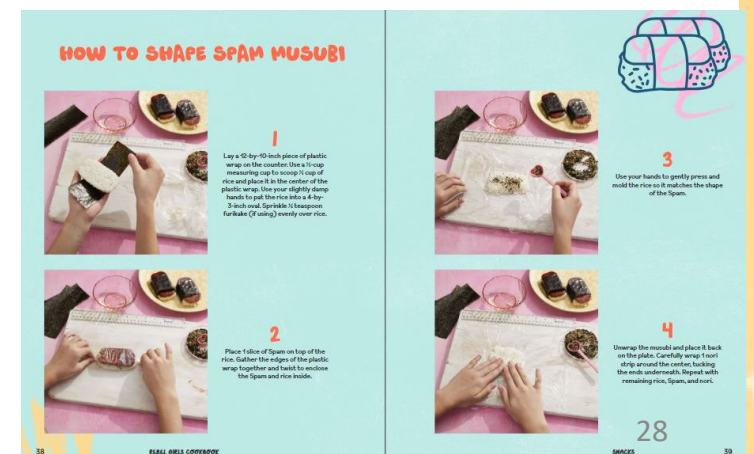 HOW TO SHAPE SPAM MUSUBI
1
Lay a 12-by-10-inch piece of plastic
wrap on the counter. Use a ⅓-cup
measuring cup to scoop ⅓ cup of
rice and place it in the center of the
plastic wrap. Use your slightly damp
hands to pat the rice into a 4-by-
3-inch oval. Sprinkle ¼ teaspoon
furikake (if using) evenly over rice.
2
Place 1 slice of Spam on top of the
rice. Gather the edges of the plastic
wrap together and twist to enclose
the Spam and rice inside.
38
REBEL GIRLS COOKBOOK
3
Use your hands to gently press and
mold the rice so it matches the shape
of the Spam.
4
Unwrap the musubi and place it back
on the plate. Carefully wrap 1 nori
strip around the center, tucking
the ends underneath. Repeat with
remaining rice, Spam, and nori.
28
SNACKS
39